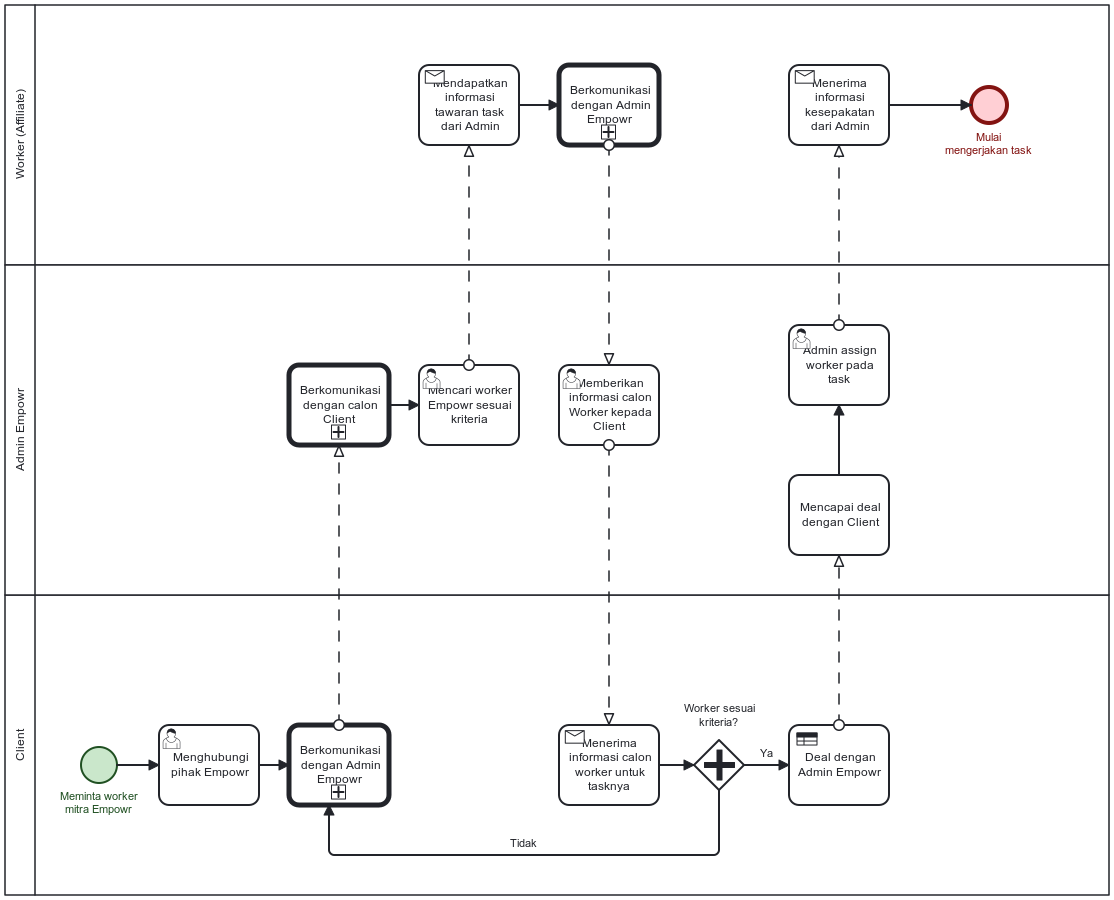 Worker (Affiliate)
Mendapatkan
informasi
tawaran task
dari Admin
Berkomunikasi
dengan Admin
Empowr
Menerima
informasi
kesepakatan
dari Admin
Mulai
mengerjakan task
Admin Empowr
Berkomunikasi
dengan calon
Client
Mencari worker
Empowr sesuai
kriteria
Memberikan
informasi calon
Worker kepada
Client
Admin assign
worker pada
task
Mencapai deal
dengan Client
Client
Meminta worker
mitra Empowr
Menghubungi
pihak Empowr
Berkomunikasi
dengan Admin
Empowr
Menerima
informasi calon
worker untuk
tasknya
Worker sesuai
kriteria?
Ya
Deal dengan
Admin Empowr
Tidak